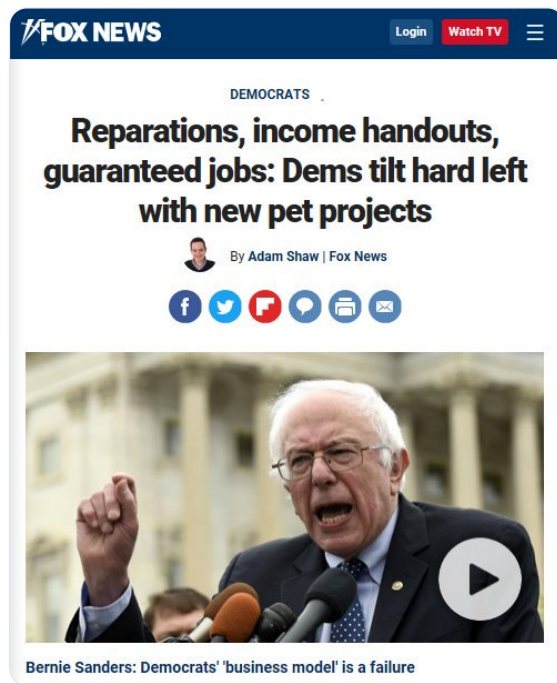 FOX NEWS
Login
Watch TV
DEMOCRATS
Reparations, income handouts,
guaranteed jobs: Dems tilt hard left
with new pet projects
By Adam Shaw | Fox News
Bernie Sanders: Democrats' 'business model' is a failure